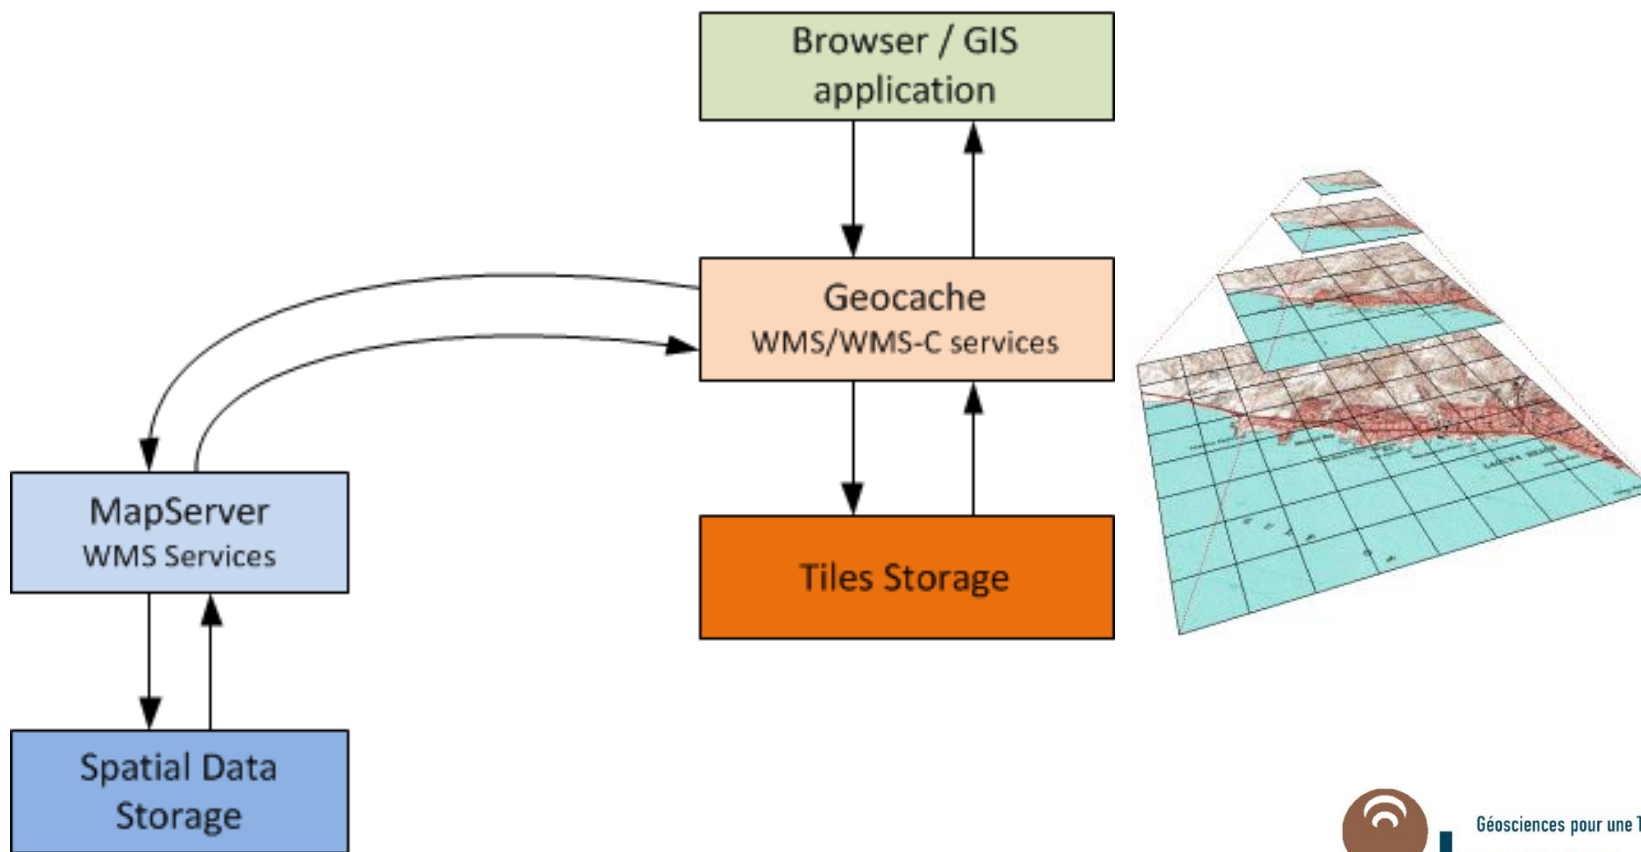 Browser / GIS
application
Geocache
WMS/WMS-C services
MapServer
WMS Services
Tiles Storage
Spatial Data
Storage
Géosciences pour une T